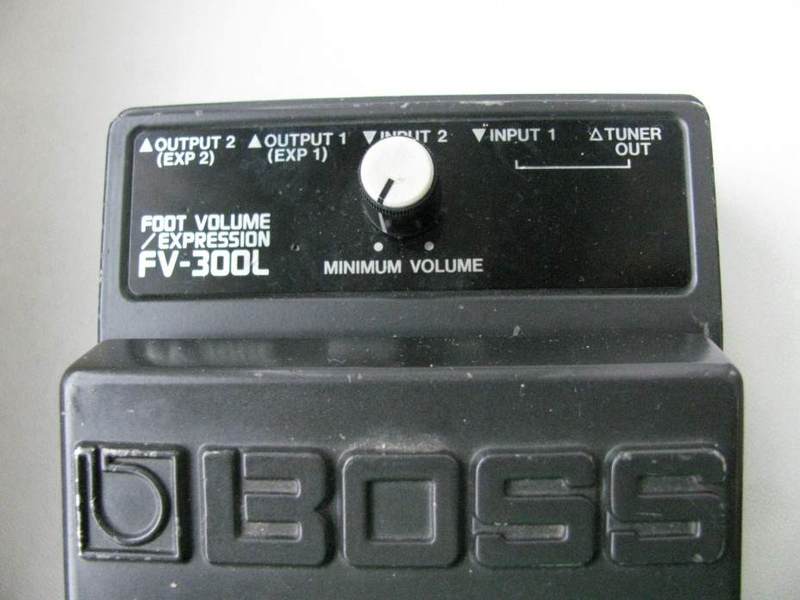 ▲OUTPUT 2 ▲OUTPUT 1 ▼INPUT 2 ▼INPUT 1 △TUNER
(EXP 2) (EXP 1) OUT
FOOT VOLUME
/EXPRESSION
FV-300L
MINIMUM VOLUME
BOSS